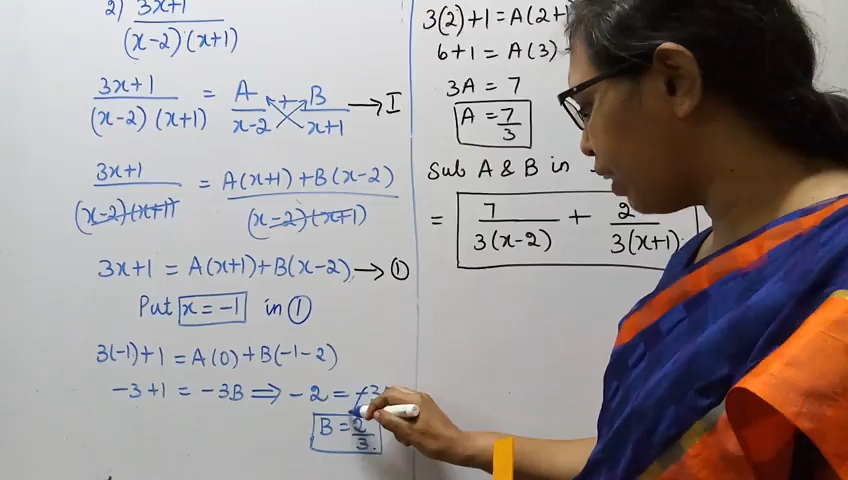 2) 3x+1
(x-2)(x+1)
3x+1 / (x-2)(x+1) = A / x-2 + B / x+1 → I
3x+1 / (x-2)(x+1) = A(x+1)+B(x-2) / (x-2)(x+1)
3x+1 = A(x+1)+B(x-2) → ①
Put x = -1 in ①
3(-1)+1 = A(0)+B(-1-2)
-3+1 = -3B ⟹ -2 =
B = 2/3
3(2)+1 = A(2+
6+1 = A(3)
3A = 7
A = 7/3
Sub A & B in
= 7 / 3(x-2) + 2 / 3(x+1)